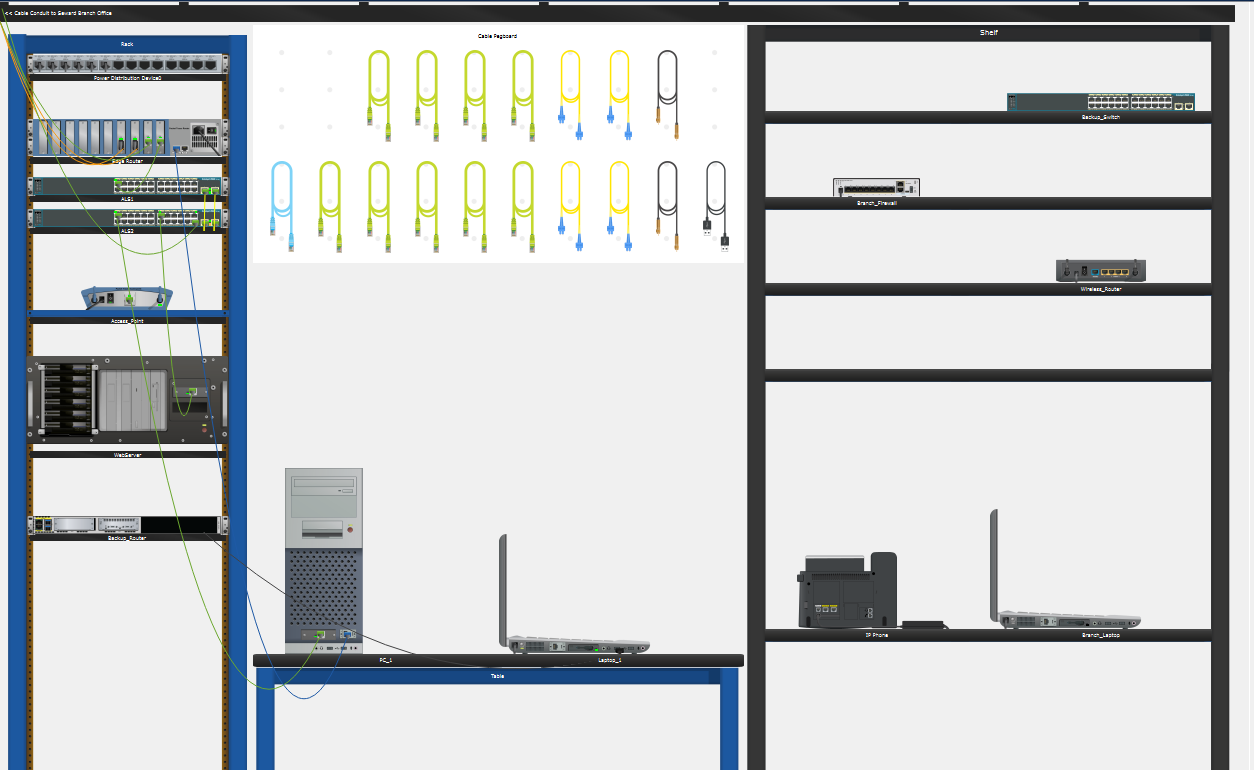 << Cable Conduit to Seward Branch Office
Rack
Power Distribution Device0
Edge Router
ALS1
ALS2
Access_Point
WebServer
Backup_Router
Cable Pegboard
PC_1
Laptop_1
Table
Shelf
Backup_Switch
Branch_Firewall
Wireless_Router
IP Phone
Branch_Laptop